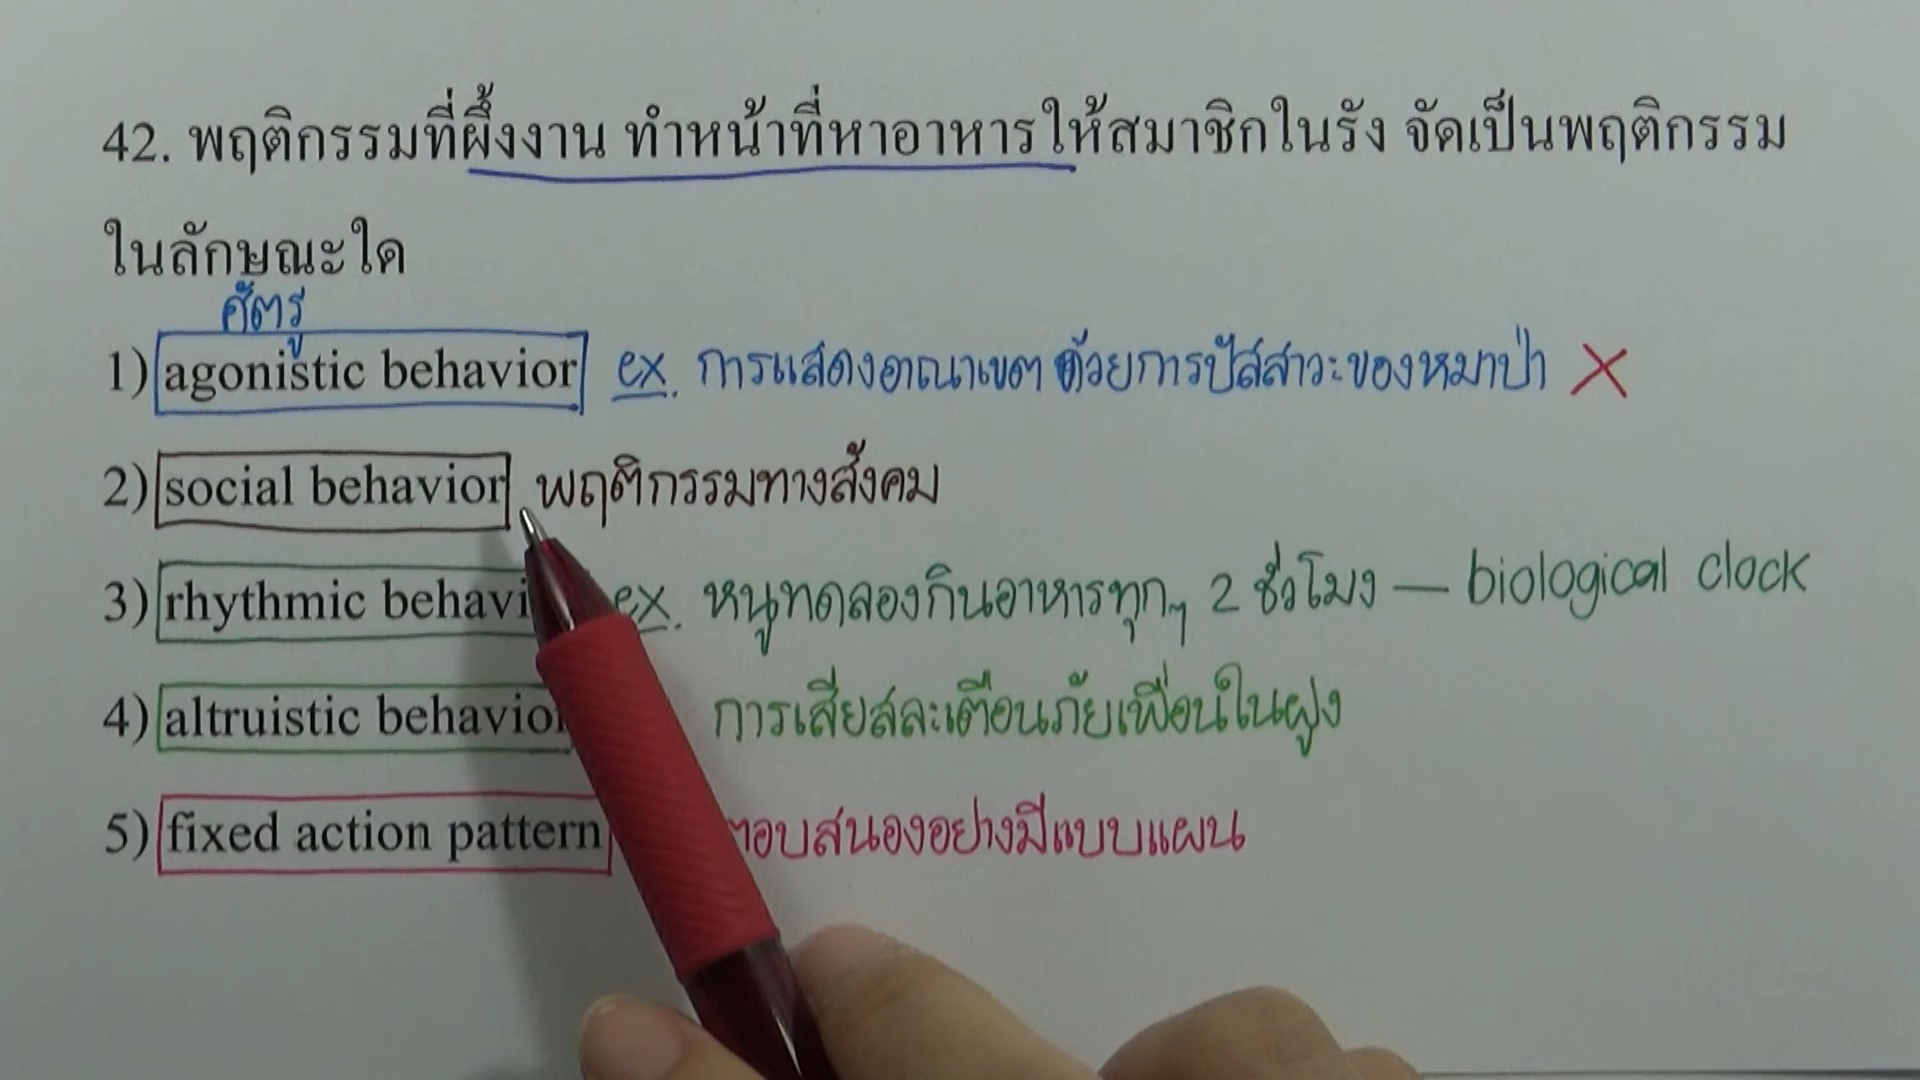 42. พฤติกรรมที่ผึ้งงาน ทำหน้าที่หาอาหารให้สมาชิกในรัง จัดเป็นพฤติกรรม
ในลักษณะใด
ศัตรู
1) agonistic behavior ex. การแสดงอาณาเขต ด้วยการปัสสาวะของหมาป่า ✗
2) social behavior พฤติกรรมทางสังคม
3) rhythmic behavi ex. หนูทดลองกินอาหารทุกๆ 2 ชั่วโมง — biological clock
4) altruistic behavior การเสียสละเตือนภัยเพื่อนในฝูง
5) fixed action pattern ตอบสนองอย่างมีแบบแผน